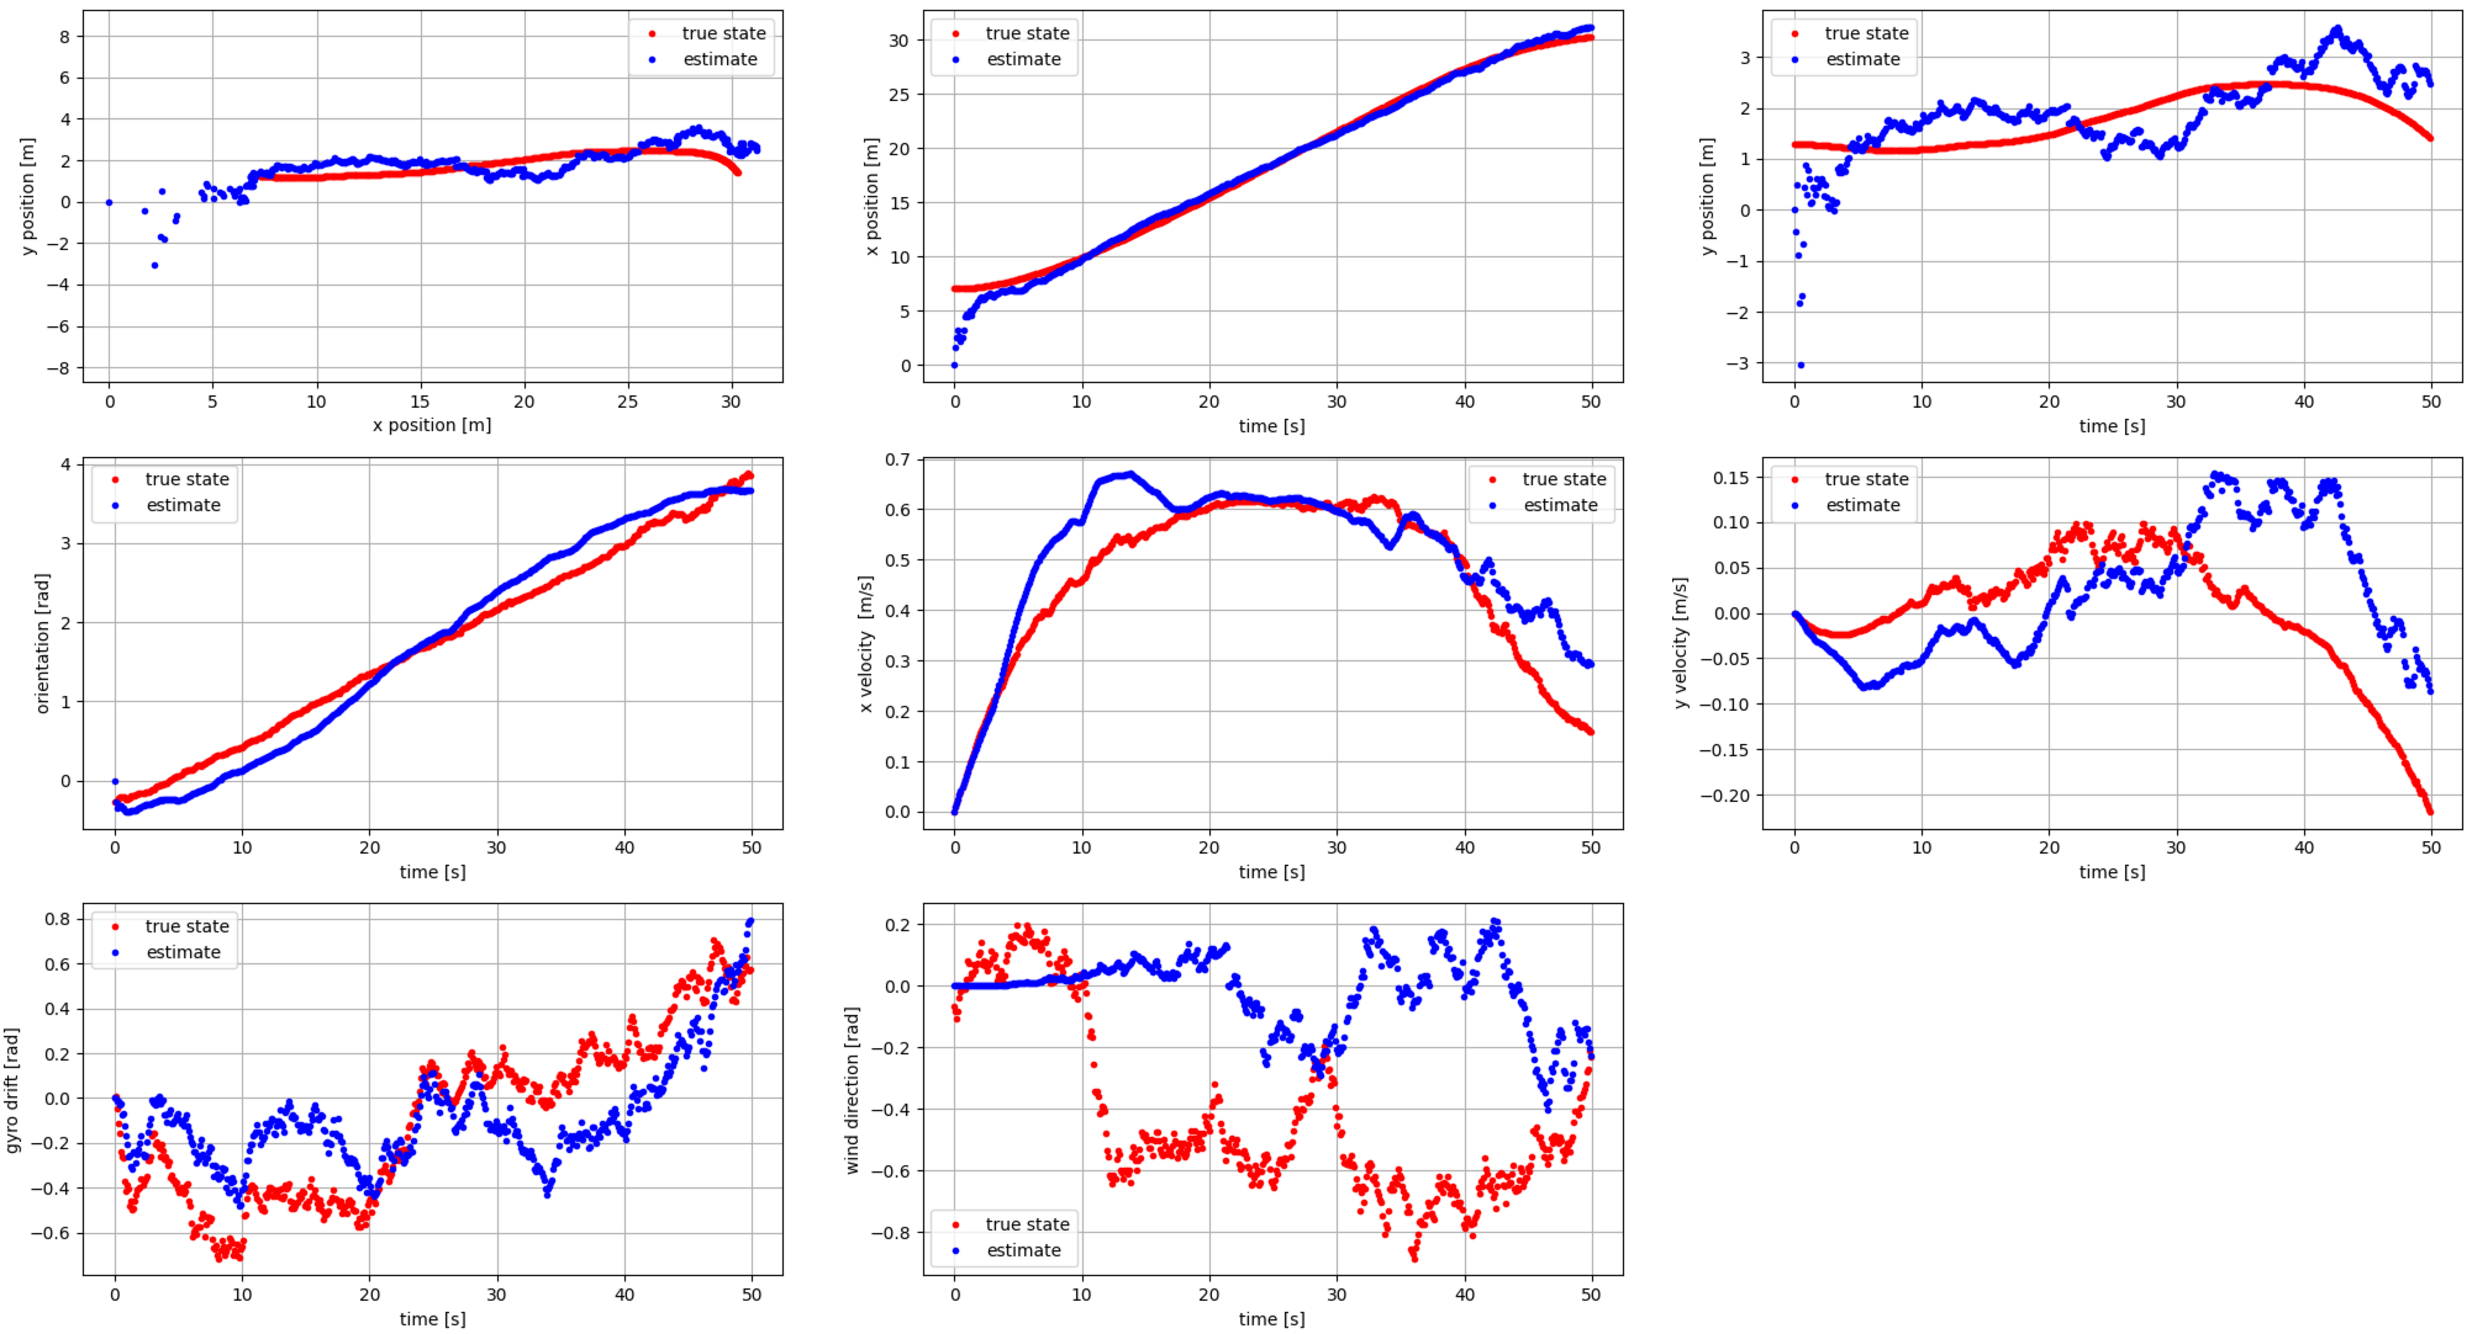 8
6
4
2
0
−2
−4
−6
−8
y position [m]
true state
estimate
0 5 10 15 20 25 30
x position [m]
30
25
20
15
10
5
0
x position [m]
true state
estimate
0 10 20 30 40 50
time [s]
3
2
1
0
−1
−2
−3
y position [m]
true state
estimate
0 10 20 30 40 50
time [s]
4
3
2
1
0
orientation [rad]
true state
estimate
0 10 20 30 40 50
time [s]
0.7
0.6
0.5
0.4
0.3
0.2
0.1
0.0
x velocity [m/s]
true state
estimate
0 10 20 30 40 50
time [s]
0.15
0.10
0.05
0.00
−0.05
−0.10
−0.15
−0.20
y velocity [m/s]
true state
estimate
0 10 20 30 40 50
time [s]
0.8
0.6
0.4
0.2
0.0
−0.2
−0.4
−0.6
gyro drift [rad]
true state
estimate
0 10 20 30 40 50
time [s]
0.2
0.0
−0.2
−0.4
−0.6
−0.8
wind direction [rad]
true state
estimate
0 10 20 30 40 50
time [s]